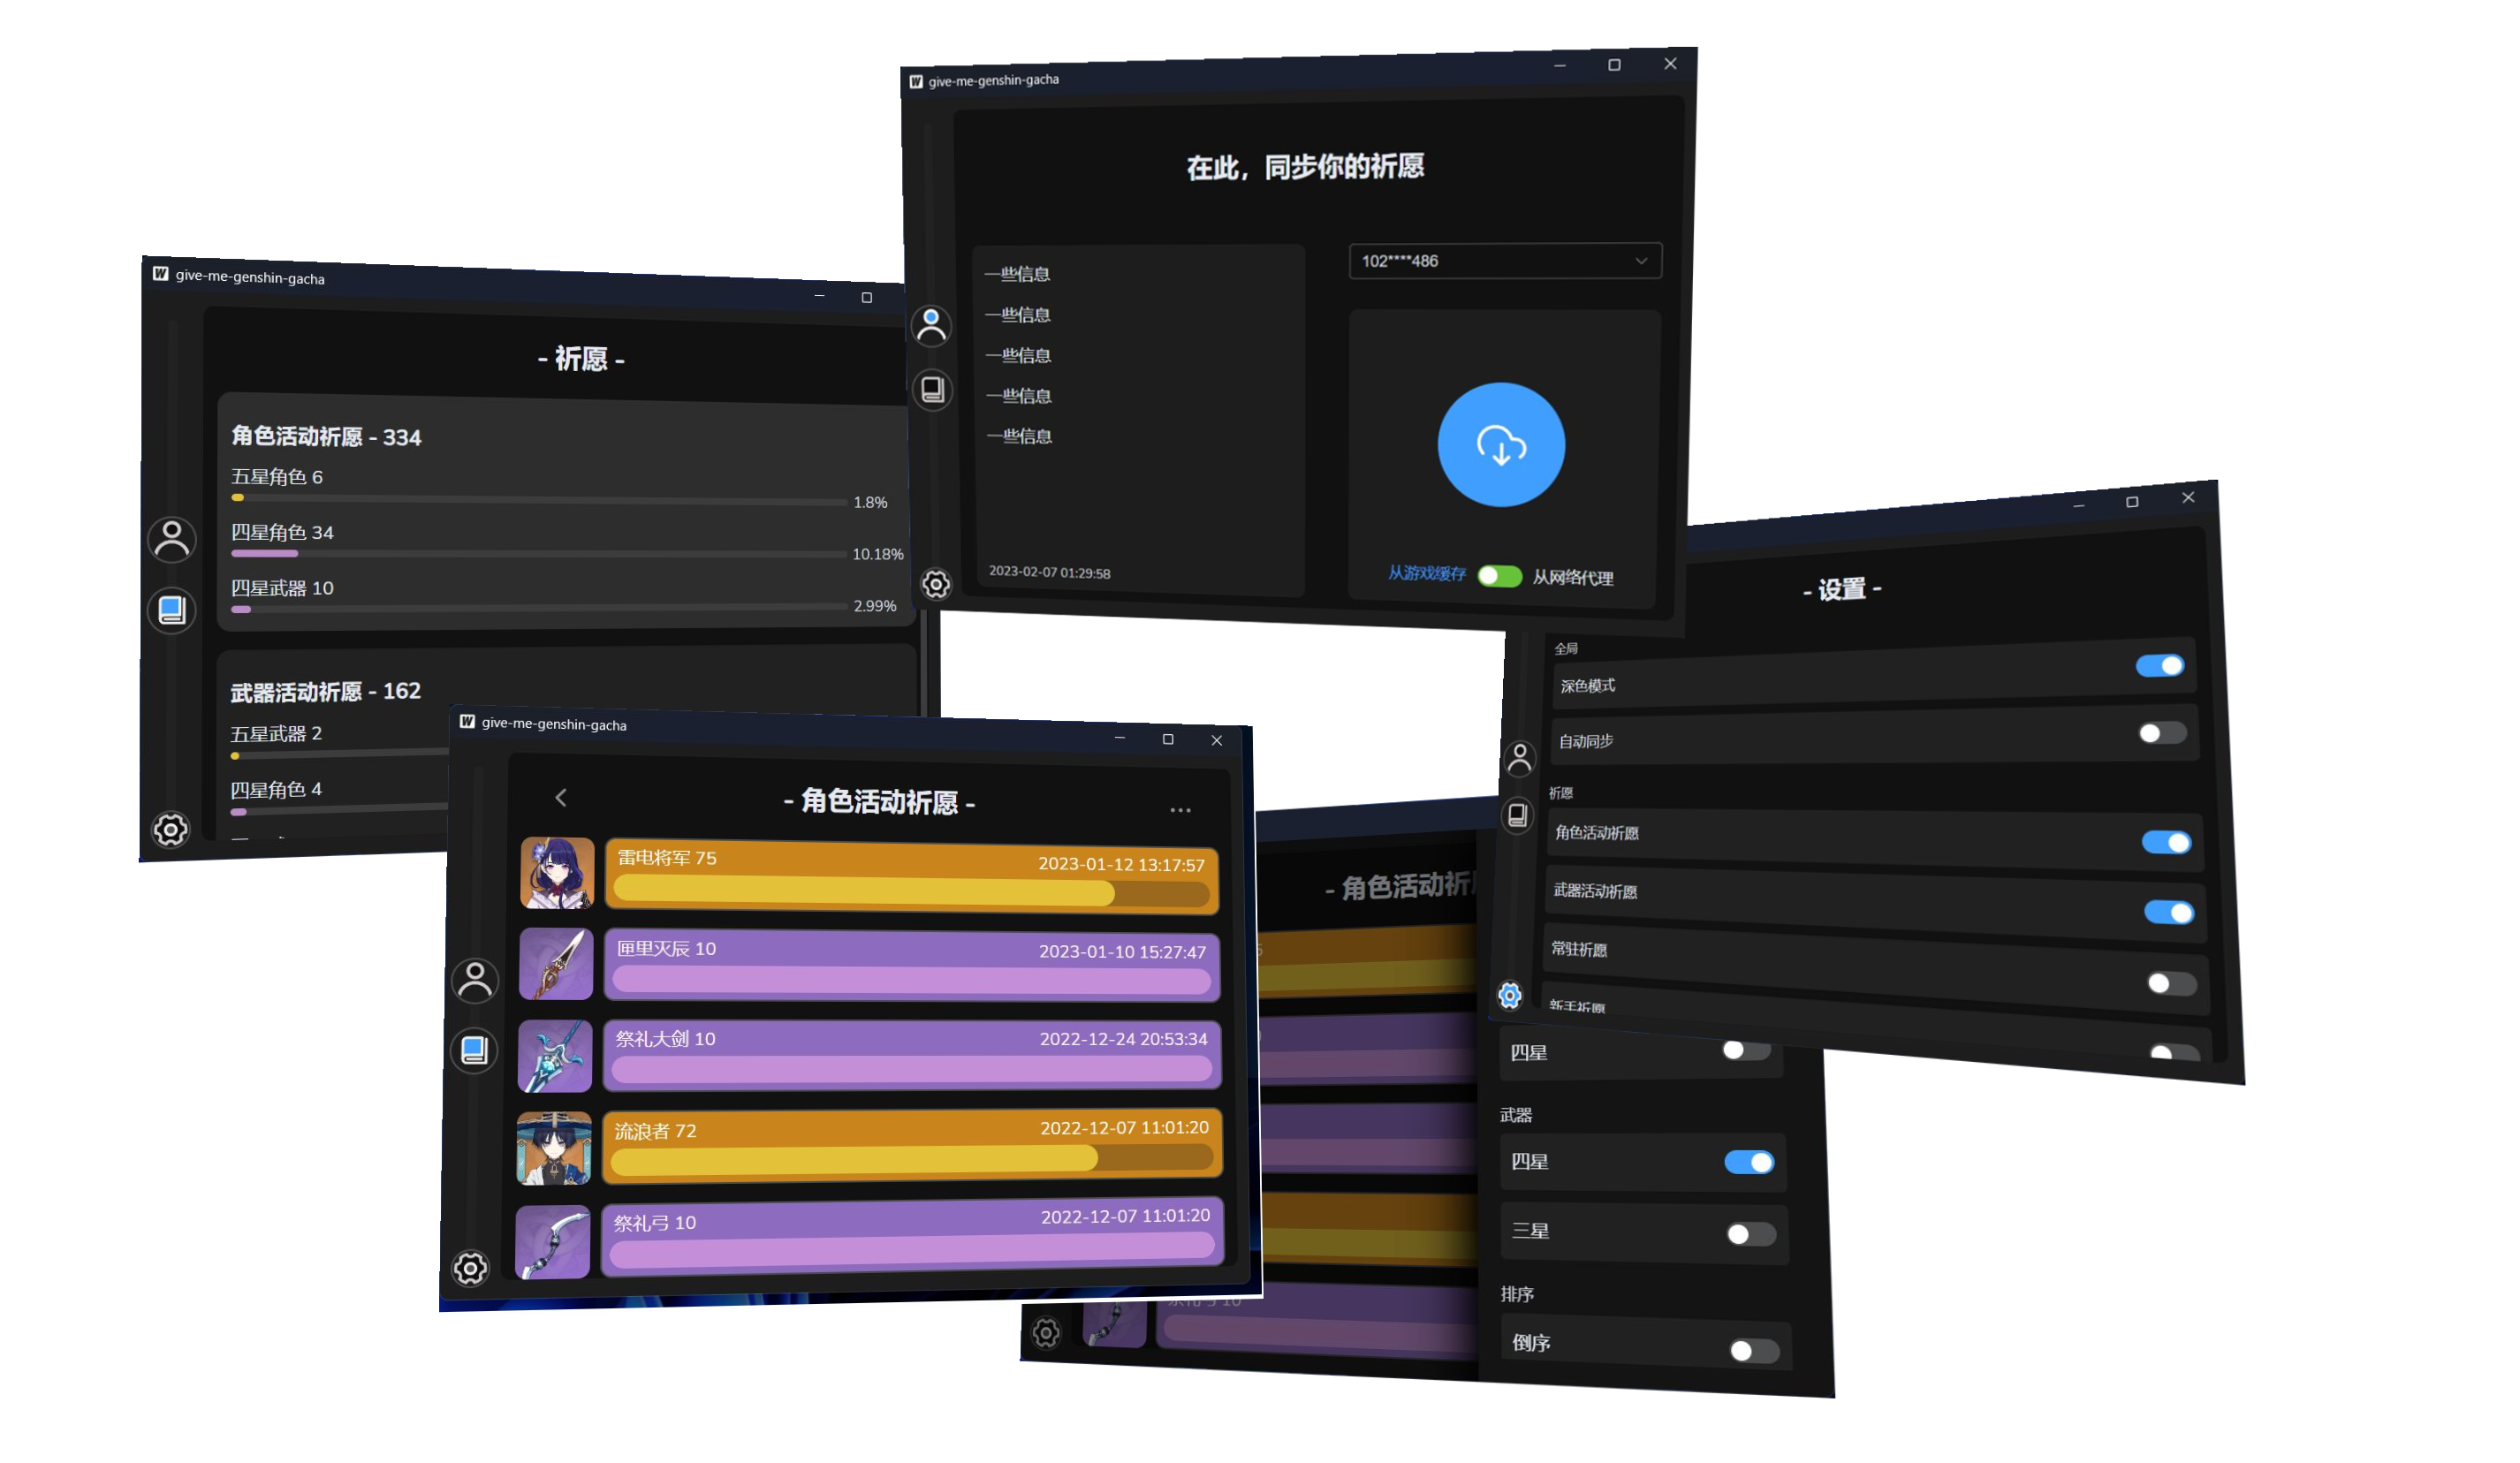 give-me-genshin-gacha
在此，同步你的祈愿
一些信息
一些信息
一些信息
一些信息
一些信息
2023-02-07 01:29:58
102****486
从游戏缓存
从网络代理
give-me-genshin-gacha
- 祈愿 -
角色活动祈愿 - 334
五星角色 6
1.8%
四星角色 34
10.18%
四星武器 10
2.99%
武器活动祈愿 - 162
五星武器 2
四星角色 4
give-me-genshin-gacha
- 角色活动祈愿 -
雷电将军 75
2023-01-12 13:17:57
匣里灭辰 10
2023-01-10 15:27:47
祭礼大剑 10
2022-12-24 20:53:34
流浪者 72
2022-12-07 11:01:20
祭礼弓 10
2022-12-07 11:01:20
- 设置 -
全局
深色模式
自动同步
祈愿
角色活动祈愿
武器活动祈愿
常驻祈愿
新手祈愿
- 角色活动祈
四星
武器
四星
三星
排序
倒序